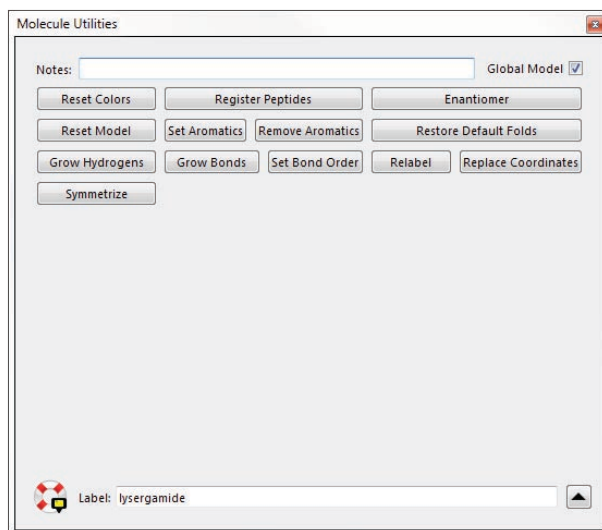 Molecule Utilities
Notes: Global Model
Reset Colors Register Peptides Enantiomer
Reset Model Set Aromatics Remove Aromatics Restore Default Folds
Grow Hydrogens Grow Bonds Set Bond Order Relabel Replace Coordinates
Symmetrize
Label: lysergamide